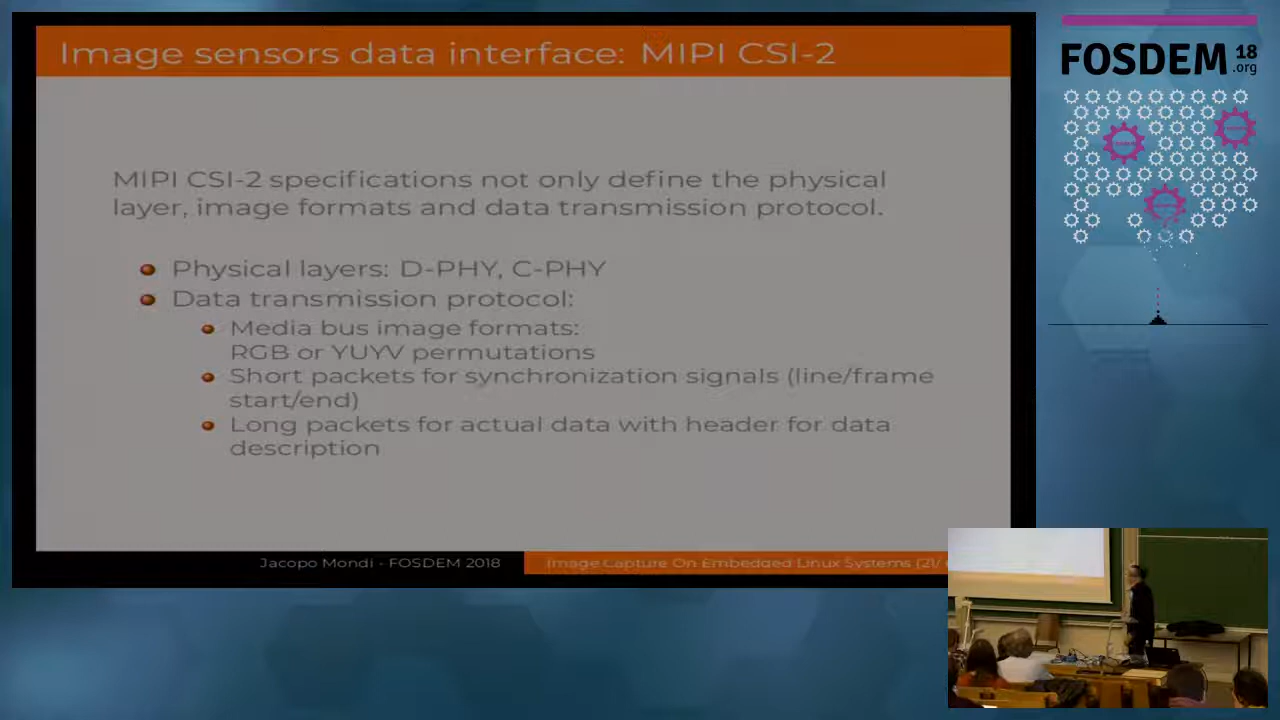 Image sensors data interface: MIPI CSI-2
MIPI CSI-2 specifications not only define the physical
layer, image formats and data transmission protocol.
Physical layers: D-PHY, C-PHY
Data transmission protocol:
Media bus image formats:
RGB or YUYV permutations
Short packets for synchronization signals (line/frame
start/end)
Long packets for actual data with header for data
description
Jacopo Mondi - FOSDEM 2018
Image Capture On Embedded Linux Systems (21/
FOSDEM 18
.org